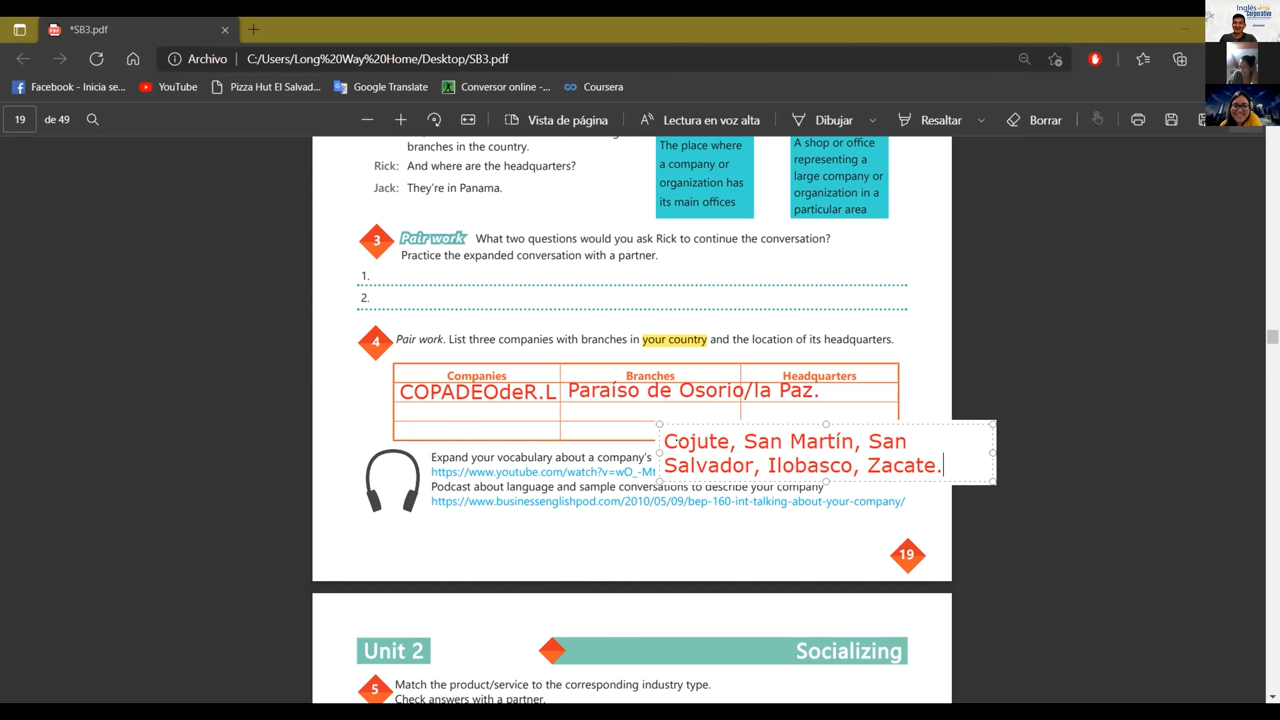 *SB3.pdf
Inglés
Corporativo
Archivo
C:/Users/Long%20Way%20Home/Desktop/SB3.pdf
Facebook - Inicia se...
YouTube
Pizza Hut El Salvad...
Google Translate
Conversor online -...
Coursera
19 de 49
Vista de página
Lectura en voz alta
Dibujar
Resaltar
Borrar
branches in the country.
Rick: And where are the headquarters?
Jack: They're in Panama.
The place where
a company or
organization has
its main offices
A shop or office
representing a
large company or
organization in a
particular area
3 Pair work What two questions would you ask Rick to continue the conversation?
Practice the expanded conversation with a partner.
1.
2.
4 Pair work. List three companies with branches in your country and the location of its headquarters.
Companies Branches Headquarters
COPADEOdeR.L Paraíso de Osorio/la Paz.
Cojute, San Martín, San
Salvador, Ilobasco, Zacate.
Expand your vocabulary about a company's
https://www.youtube.com/watch?v=wO_-Mt
Podcast about language and sample conversations to describe your company
https://www.businessenglishpod.com/2010/05/09/bep-160-int-talking-about-your-company/
19
Unit 2 Socializing
5 Match the product/service to the corresponding industry type.
Check answers with a partner.